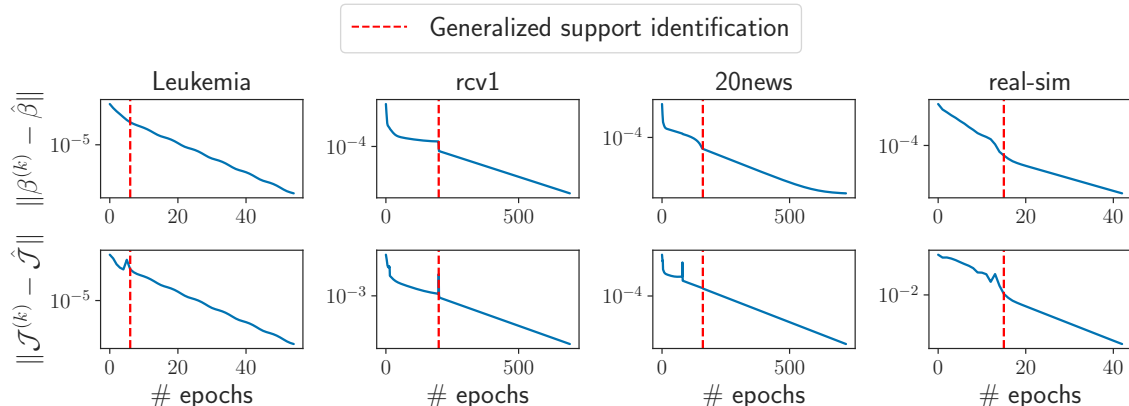 Generalized support identification
Leukemia rcv1 20news real-sim
‖β^(k) − β̂‖ 10^−5 10^−4 10^−4 10^−4
0 20 40 0 500 0 500 0 20 40
‖𝒥^(k) − 𝒥̂‖ 10^−5 10^−3 10^−4 10^−2
0 20 40 0 500 0 500 0 20 40
# epochs # epochs # epochs # epochs